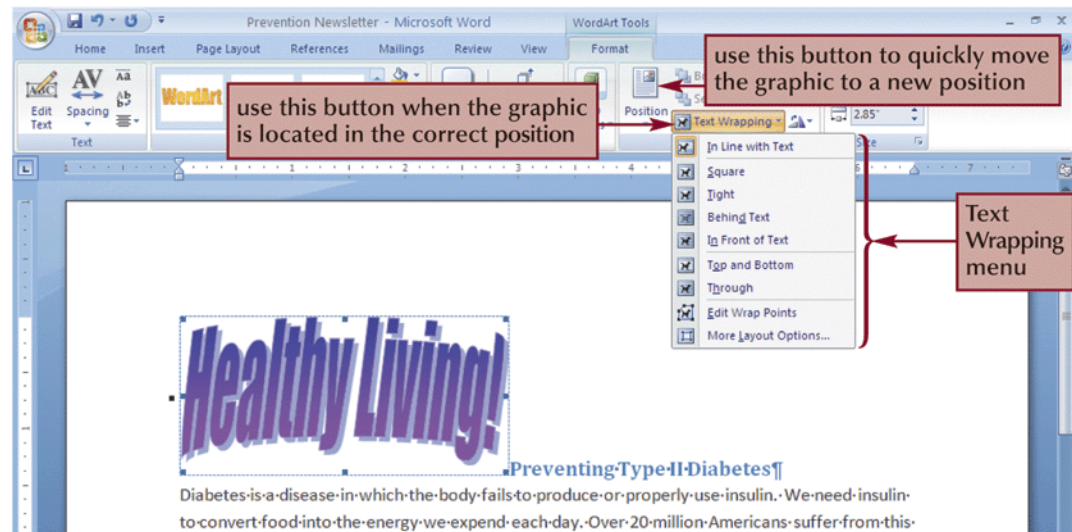 Prevention Newsletter - Microsoft Word
WordArt Tools
Home Insert Page Layout References Mailings Review View Format
use this button to quickly move
the graphic to a new position
Edit
Text
Spacing
Text
WordArt
use this button when the graphic
is located in the correct position
Position
Text Wrapping
2.85"
In Line with Text
Square
Tight
Behind Text
In Front of Text
Top and Bottom
Through
Edit Wrap Points
More Layout Options...
Text
Wrapping
menu
1 1 2 4 7
Healthy Living!
Preventing·Type·II·Diabetes¶
Diabetes·is·a·disease·in·which·the·body·fails·to·produce·or·properly·use·insulin.·We·need·insulin·
to·convert·food·into·the·energy·we·expend·each·day.·Over·20·million·Americans·suffer·from·this·